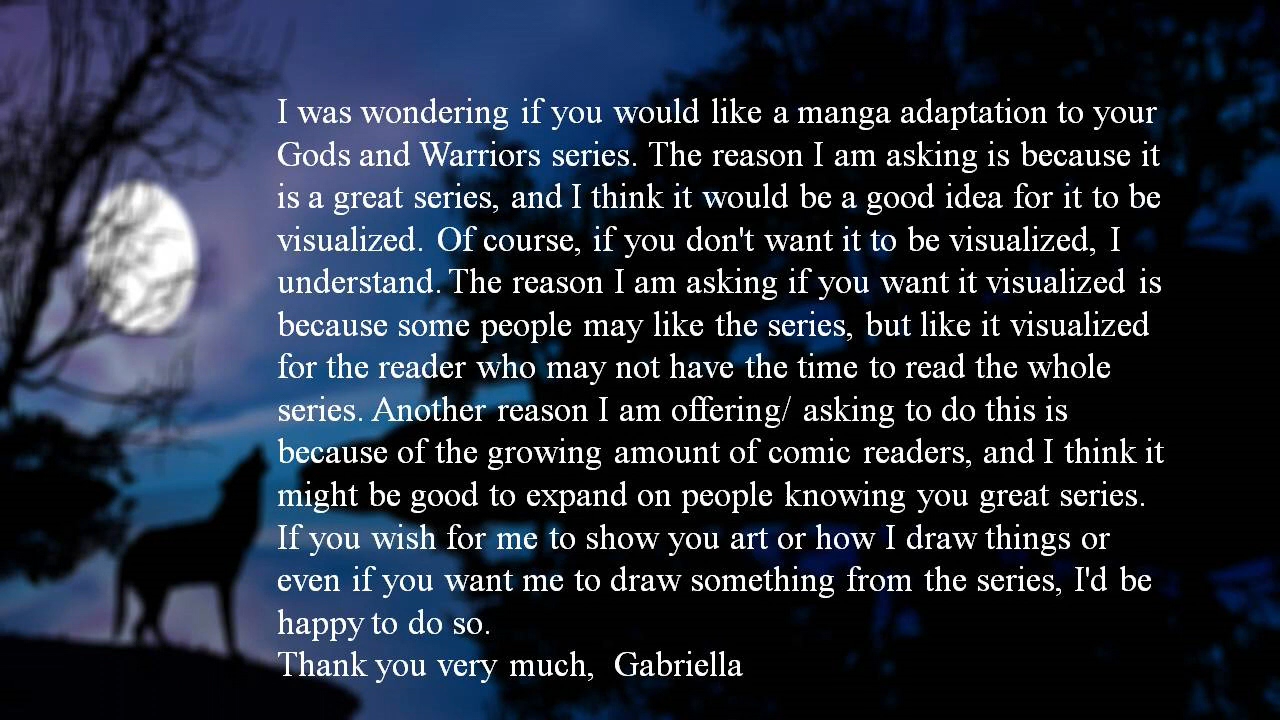 I was wondering if you would like a manga adaptation to your
Gods and Warriors series. The reason I am asking is because it
is a great series, and I think it would be a good idea for it to be
visualized. Of course, if you don't want it to be visualized, I
understand. The reason I am asking if you want it visualized is
because some people may like the series, but like it visualized
for the reader who may not have the time to read the whole
series. Another reason I am offering/ asking to do this is
because of the growing amount of comic readers, and I think it
might be good to expand on people knowing you great series.
If you wish for me to show you art or how I draw things or
even if you want me to draw something from the series, I'd be
happy to do so.
Thank you very much, Gabriella